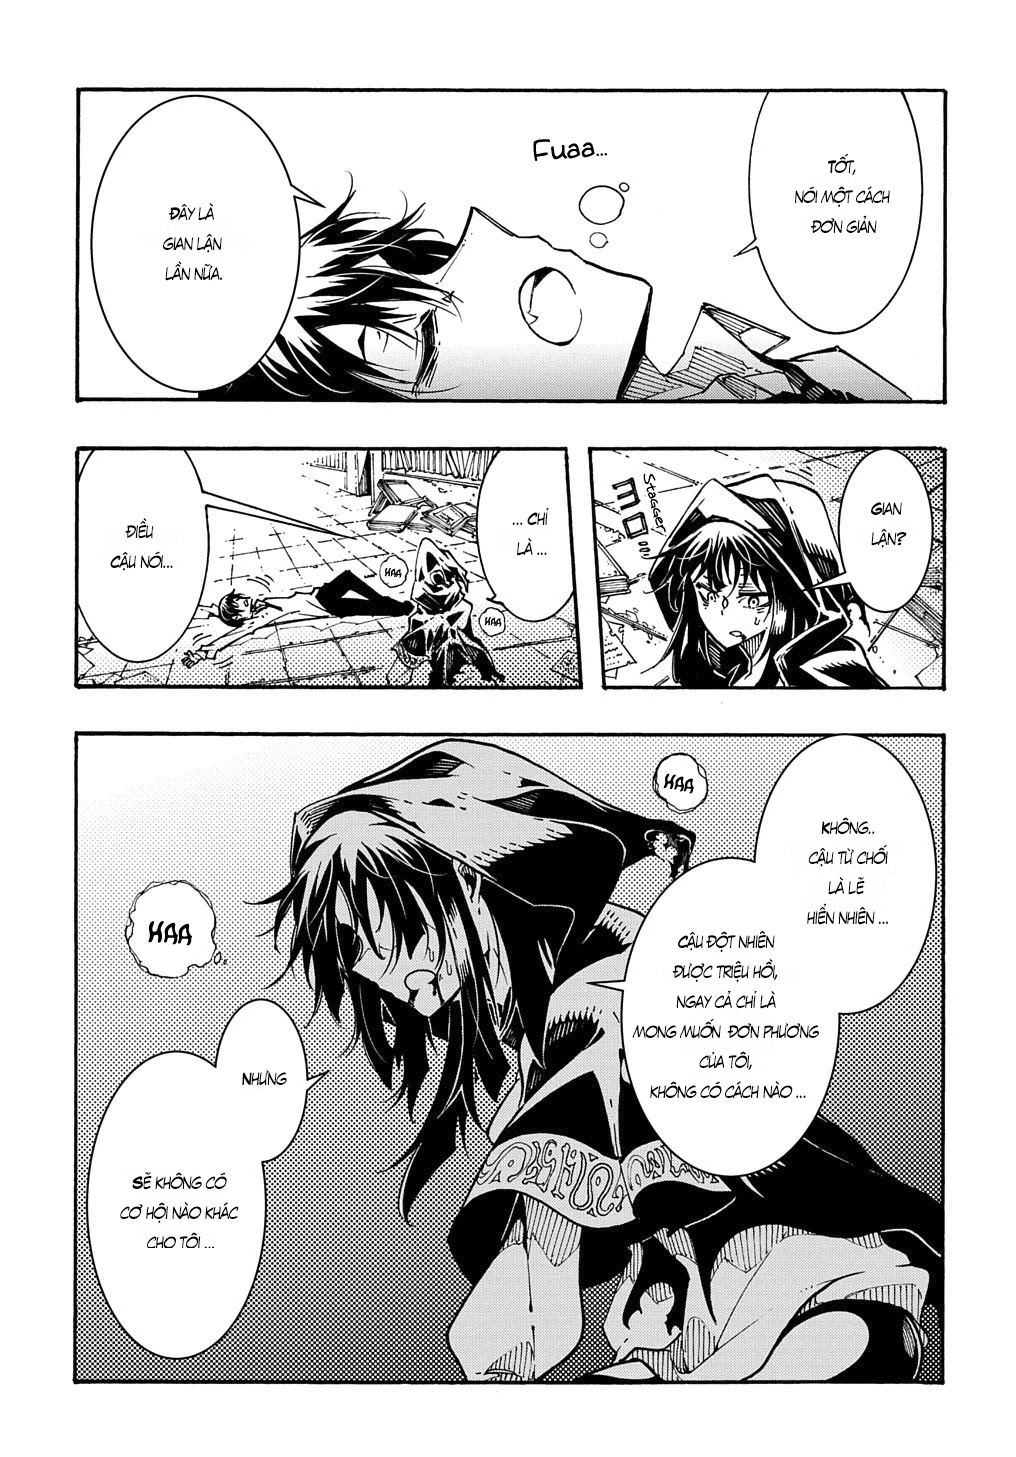 TỐT,
NÓI MỘT CÁCH
ĐƠN GIẢN
Fuaa...
ĐÂY LÀ
GIAN LẬN
LẦN NỮA.
GIAN
LẬN?
Stagger
ヨロ...
... CHỈ
LÀ ...
HAA
HAA
ĐIỀU
CẬU NÓI...
HAA
KHÔNG..
CẬU TỪ CHỐI
LÀ LẼ
HIỂN NHIÊN ...
CẬU ĐỘT NHIÊN
ĐƯỢC TRIỆU HỒI,
NGAY CẢ CHỈ LÀ
MONG MUỐN ĐƠN PHƯƠNG
CỦA TÔI,
KHÔNG CÓ CÁCH NÀO ...
HAA
NHƯNG
SẼ KHÔNG CÓ
CƠ HỘI NÀO KHÁC
CHO TÔI ...